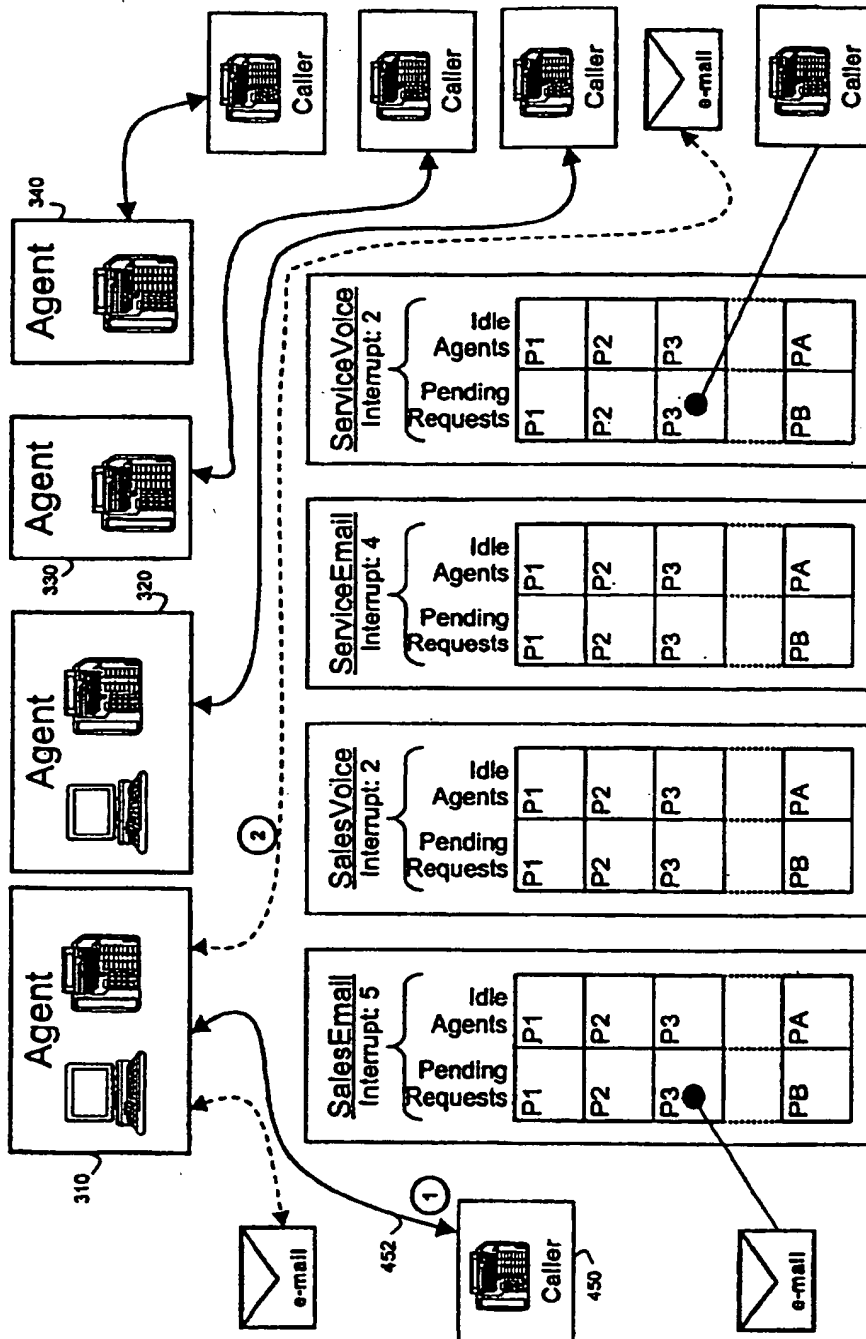 310
Agent
320
Agent
330
Agent
340
Agent
2
e-mail
452
1
Caller
450
Caller
Caller
Caller
e-mail
Caller
e-mail
SalesEmail
Interrupt: 5
Pending Requests
Idle Agents
P1 P1
P2 P2
P3 P3
PB PA
SalesVoice
Interrupt: 2
Pending Requests
Idle Agents
P1 P1
P2 P2
P3 P3
PB PA
ServiceEmail
Interrupt: 4
Pending Requests
Idle Agents
P1 P1
P2 P2
P3 P3
PB PA
ServiceVoice
Interrupt: 2
Pending Requests
Idle Agents
P1 P1
P2 P2
P3 P3
PB PA